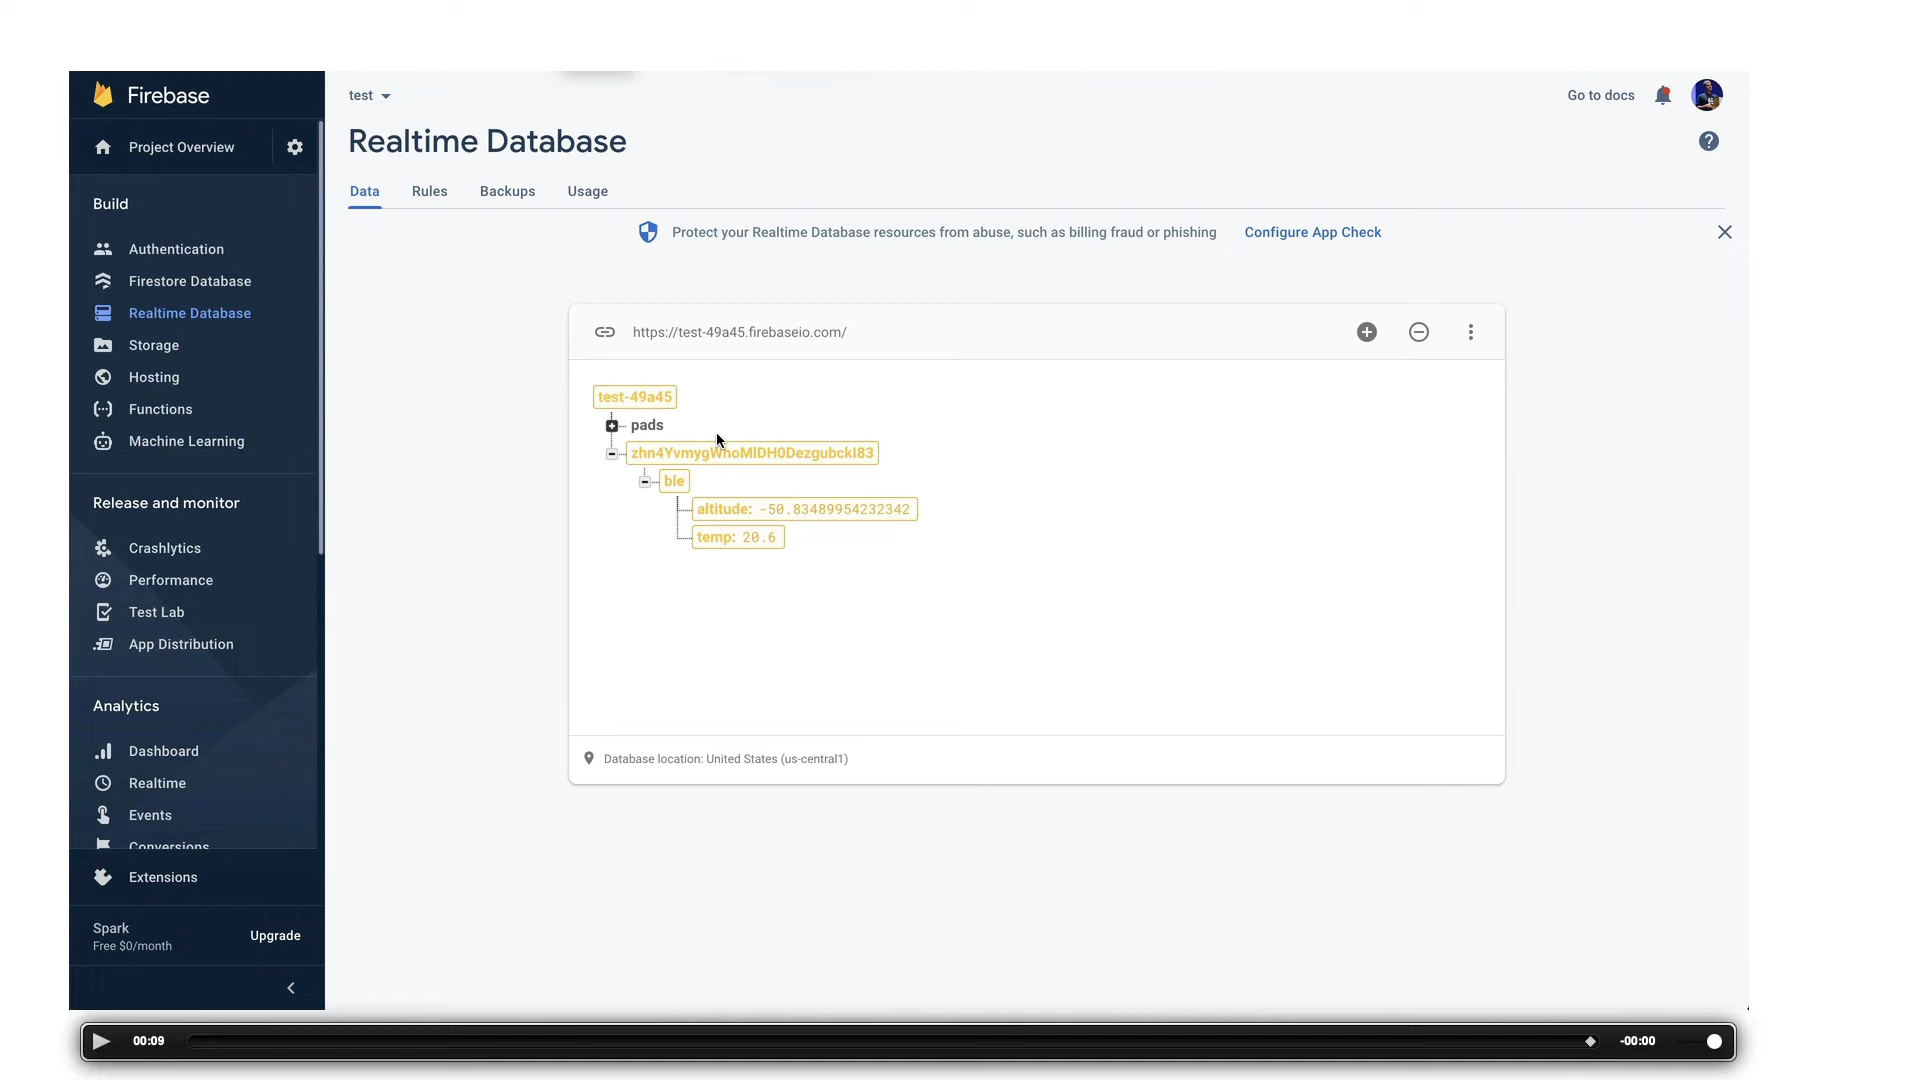 Firebase
Project Overview
Build
Authentication
Firestore Database
Realtime Database
Storage
Hosting
Functions
Machine Learning
Release and monitor
Crashlytics
Performance
Test Lab
App Distribution
Analytics
Dashboard
Realtime
Events
Conversions
Extensions
Spark
Free $0/month
Upgrade
test
Go to docs
Realtime Database
Data Rules Backups Usage
Protect your Realtime Database resources from abuse, such as billing fraud or phishing Configure App Check
https://test-49a45.firebaseio.com/
test-49a45
pads
ble
altitude: -50.83489954232342
temp: 20.6
Database location: United States (us-central1)
00:09
-00:00